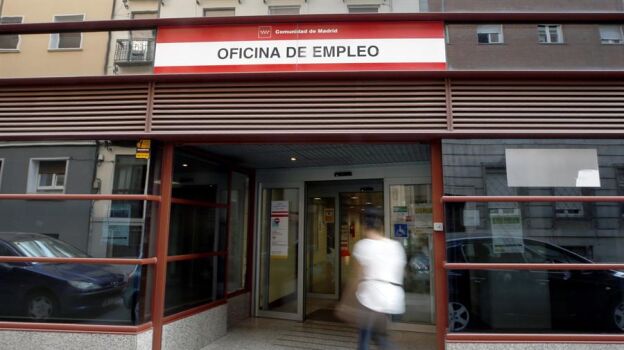 Comunidad de Madrid
OFICINA DE EMPLEO